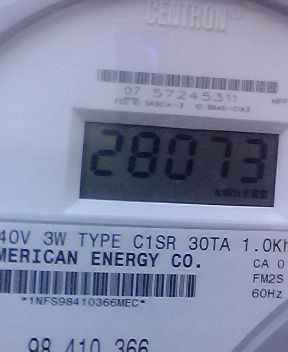 CENTRON
07 57245311
28073
kWh
40V 3W TYPE C1SR 30TA 1.0Kh
MERICAN ENERGY CO.
CA 0
FM2S
*1NFS98410366MEC*
60Hz
98 410 366